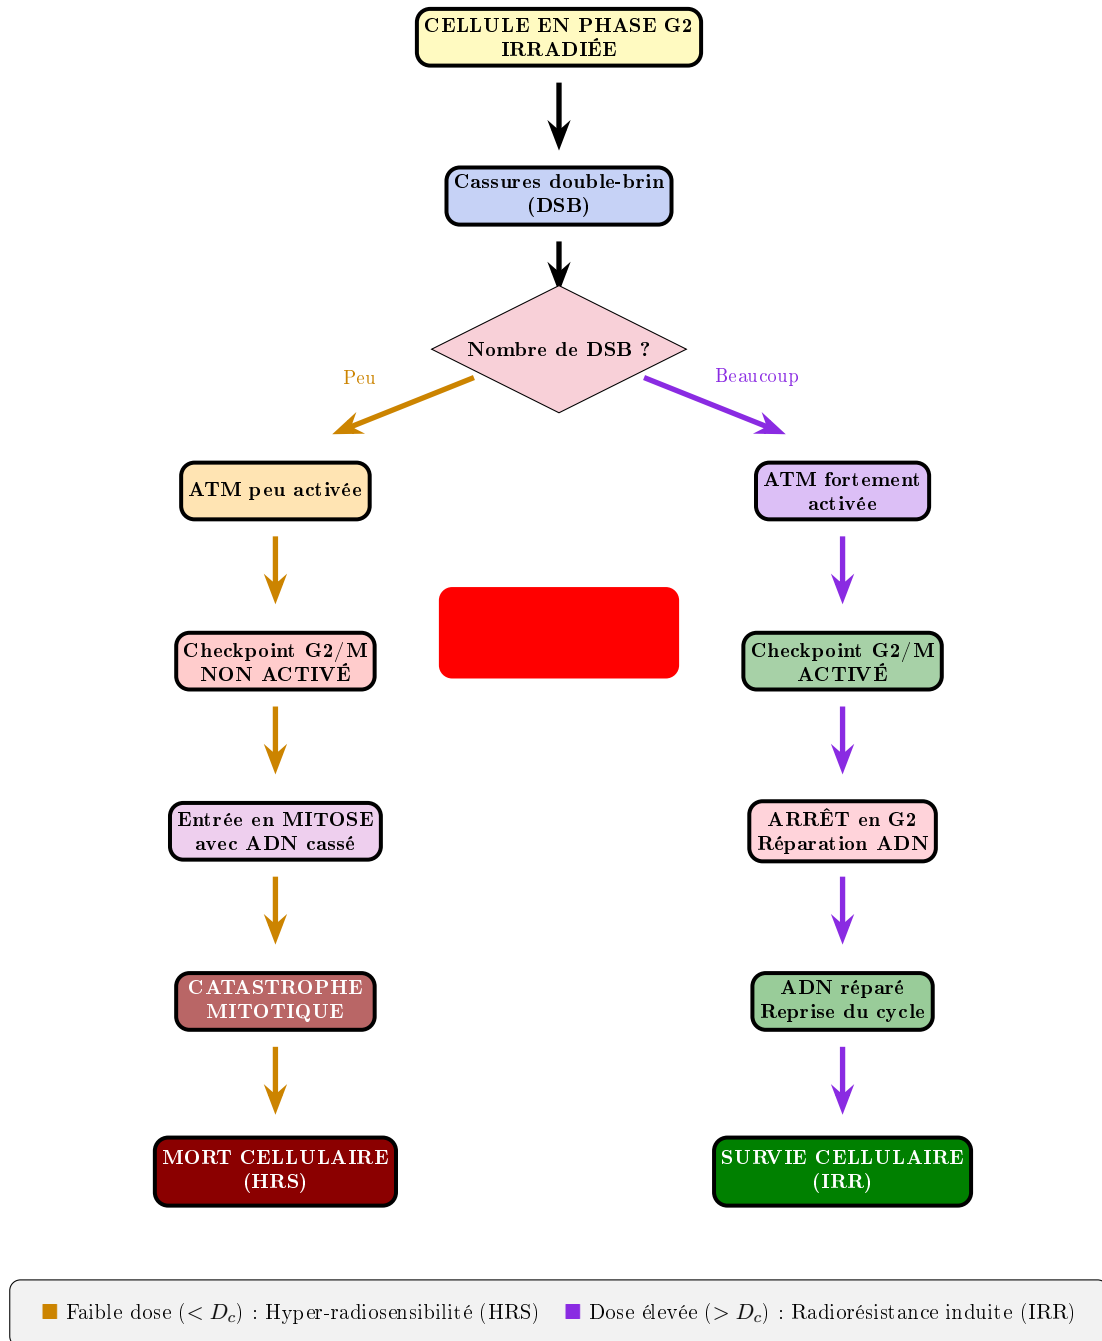 CELLULE EN PHASE G2
IRRADIÉE
Cassures double-brin
(DSB)
Nombre de DSB ?
Peu
Beaucoup
ATM peu activée
ATM fortement
activée
Checkpoint G2/M
NON ACTIVÉ
Checkpoint G2/M
ACTIVÉ
Entrée en MITOSE
avec ADN cassé
ARRÊT en G2
Réparation ADN
CATASTROPHE
MITOTIQUE
ADN réparé
Reprise du cycle
MORT CELLULAIRE
(HRS)
SURVIE CELLULAIRE
(IRR)
Faible dose (< D_c) : Hyper-radiosensibilité (HRS)
Dose élevée (> D_c) : Radiorésistance induite (IRR)